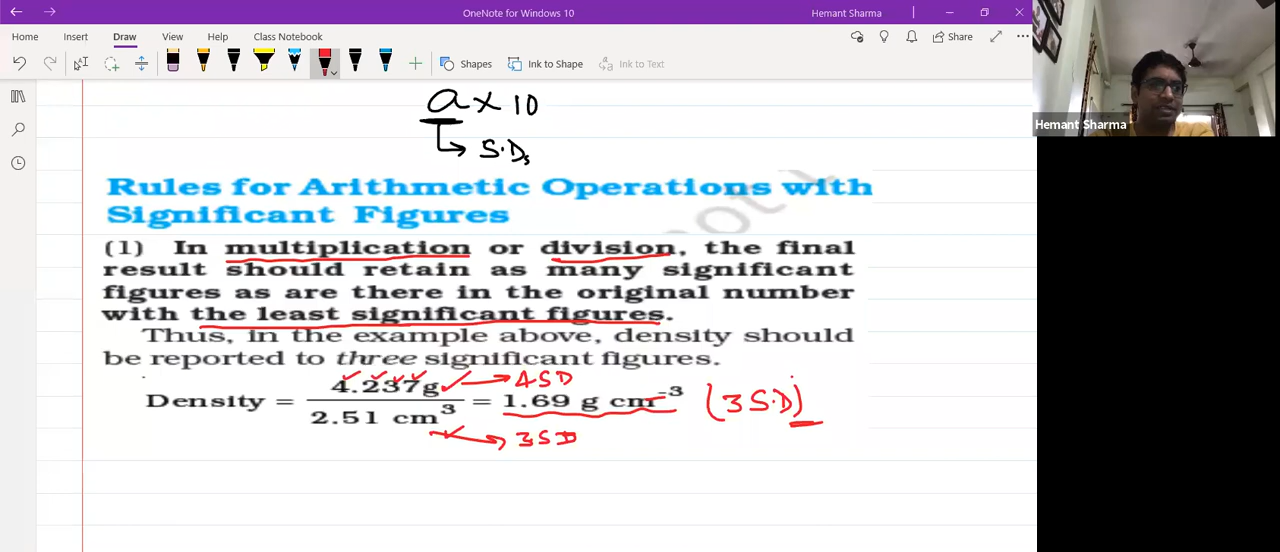 OneNote for Windows 10
Hemant Sharma
Home Insert Draw View Help Class Notebook
Share
Shapes Ink to Shape Ink to Text
Hemant Sharma
a × 10
S.Ds
Rules for Arithmetic Operations with
Significant Figures
(1) In multiplication or division, the final
result should retain as many significant
figures as are there in the original number
with the least significant figures.
Thus, in the example above, density should
be reported to three significant figures.
4.237g → 4SD
Density = = 1.69 g cm⁻³ (3 S.D)
2.51 cm³ → 3SD